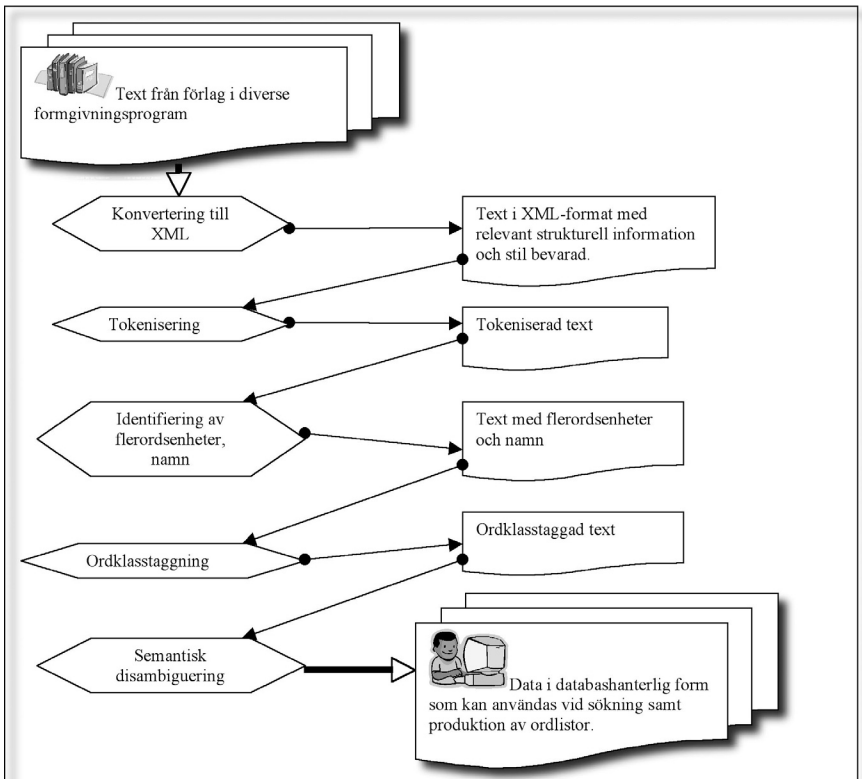 Text från förlag i diverse
formgivningsprogram
Konvertering till
XML
Text i XML-format med
relevant strukturell information
och stil bevarad.
Tokenisering
Tokeniserad text
Identifiering av
flerordsenheter,
namn
Text med flerordsenheter
och namn
Ordklasstaggning
Ordklasstaggad text
Semantisk
disambiguering
Data i databashanterlig form
som kan användas vid sökning samt
produktion av ordlistor.